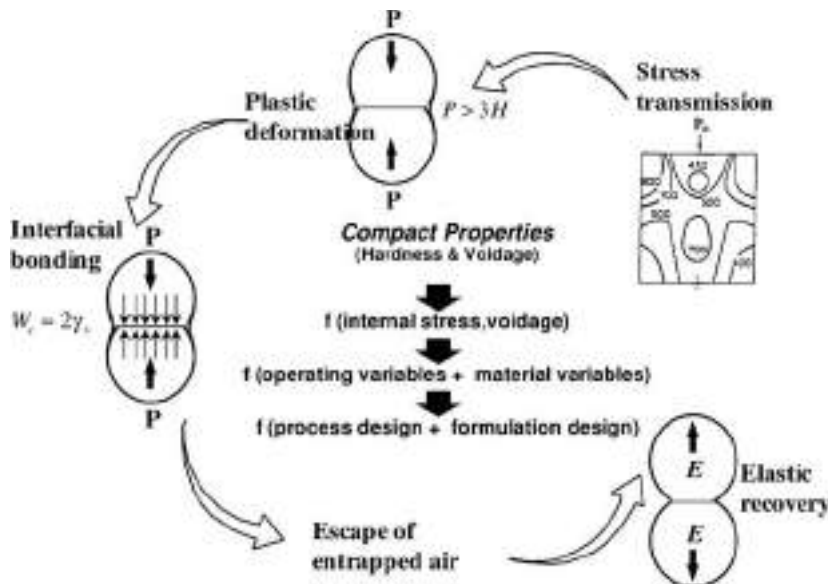 P
Stress
transmission
Plastic
deformation
P > 3H
P
Interfacial
bonding
P
Compact Properties
(Hardness & Voidage)
f (internal stress,voidage)
f (operating variables + material variables)
f (process design + formulation design)
P
E
Elastic
recovery
E
Escape of
entrapped air